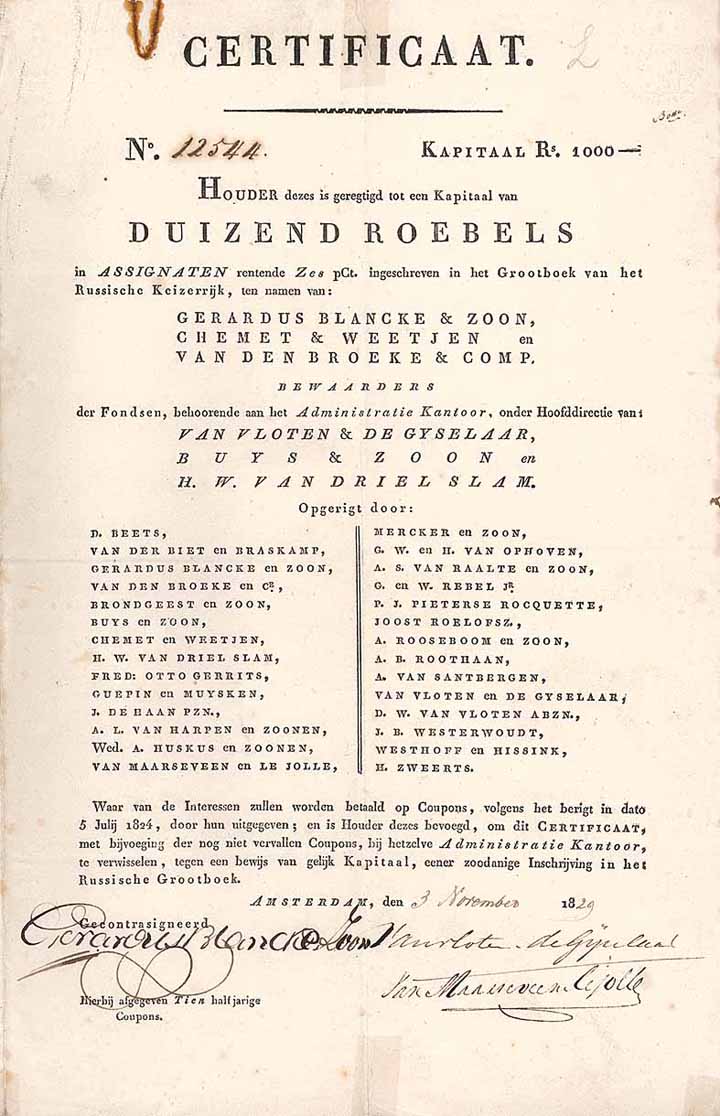 CERTIFICAAT.
No. 12544.
KAPITAAL Rs. 1000—
HOUDER dezes is geregtigd tot een Kapitaal van
DUIZEND ROEBELS
in ASSIGNATEN rentende Zes pCt. ingeschreven in het Grootboek van het
Russische Keizerrijk, ten namen van:
GERARDUS BLANCKE & ZOON,
CHEMET & WEETJEN en
VAN DEN BROEKE & COMP.
BEWAARDERS
der Fondsen, behoorende aan het Administratie Kantoor, onder Hoofddirectie van:
VAN VLOTEN & DE GYSELAAR,
BUYS & ZOON en
H. W. VAN DRIEL SLAM.
Opgerigt door:
D. BEETS,
VAN DER BIET en BRASKAMP,
GERARDUS BLANCKE en ZOON,
VAN DEN BROEKE en Co.,
BRONDGEEST en ZOON,
BUYS en ZOON,
CHEMET en WEETJEN,
H. W. VAN DRIEL SLAM,
FRED: OTTO GERRITS,
GUEPIN en MUYSKEN,
J. DE HAAN PZN.,
A. L. VAN HARPEN en ZOONEN,
Wed. A. HUSKUS en ZOONEN,
VAN MAARSEVEEN en LE JOLLE,
MERCKER en ZOON,
G. W. en H. VAN OPHOVEN,
A. S. VAN RAALTE en ZOON,
G. en W. REBEL JR.
P. J. PIETERSE ROCQUETTE,
JOOST ROELOFSZ.,
A. ROOSEBOOM en ZOON,
A. B. ROOTHAAN,
A. VAN SANTBERGEN,
VAN VLOTEN en DE GYSELAAR,
D. W. VAN VLOTEN ABZN.,
J. B. WESTERWOUDT,
WESTHOFF en HISSINK,
H. ZWEERTS.
Waar van de Interessen zullen worden betaald op Coupons, volgens het berigt in dato
5 Julij 1824, door hun uitgegeven; en is Houder dezes bevoegd, om dit CERTIFICAAT,
met bijvoeging der nog niet vervallen Coupons, bij hetzelve Administratie Kantoor,
te verwisselen, tegen een bewijs van gelijk Kapitaal, eener zoodanige Inschrijving in het
Russische Grootboek.
AMSTERDAM, den 3 November 1829
Gecontrasigneerd
Gerardus Blancke & Zoon
Van Vloten de Gijselaar
Van Maarseveen Le Jolle
Hierbij afgegeven Tien halfjarige
Coupons.